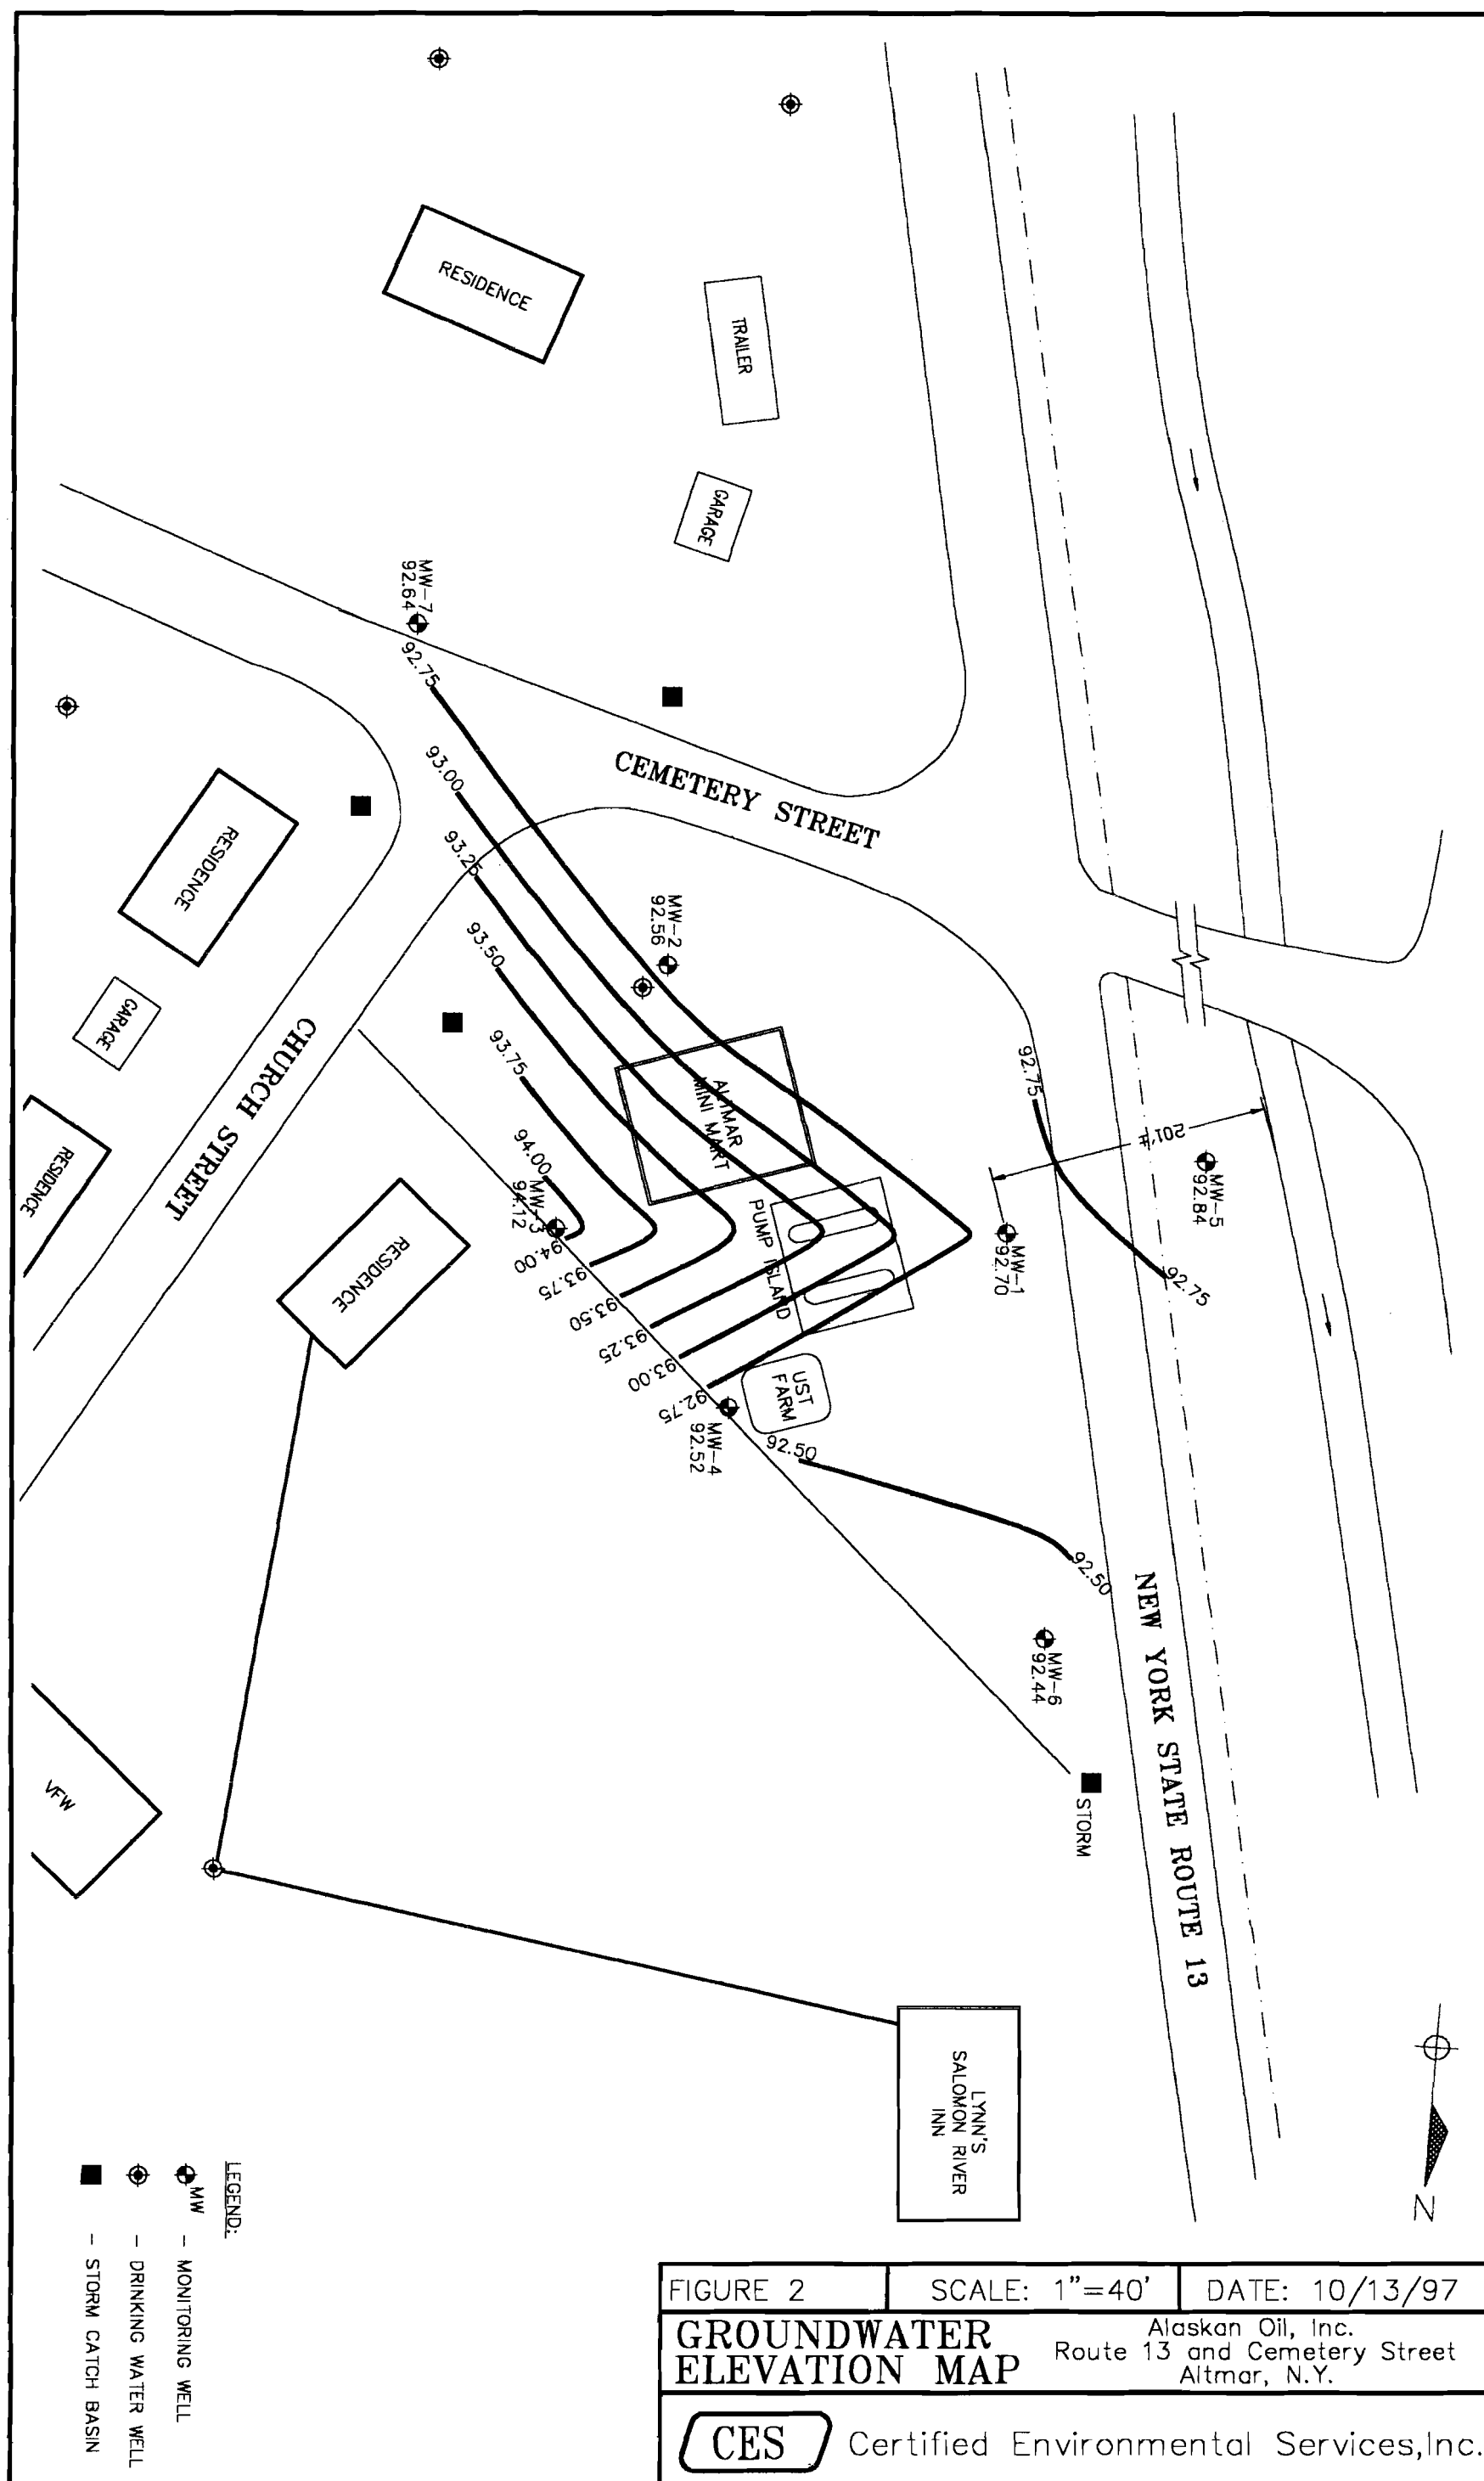 RESIDENCE
TRAILER
GARAGE
MW-7
92.64
92.75
93.00
93.25
93.50
93.75
94.00
CEMETERY STREET
MW-2
92.56
RESIDENCE
GARAGE
CHURCH STREET
RESIDENCE
RESIDENCE
ALTMAR
MINI MART
PUMP ISLAND
MW-3
94.12
94.00
93.75
93.50
93.25
93.00
92.75
UST
FARM
MW-4
92.52
92.75
201'±
MW-5
92.84
MW-1
92.70
92.75
92.50
92.50
MW-6
92.44
STORM
NEW YORK STATE ROUTE 13
VFW
LYNN'S
SALOMON RIVER
INN
N
LEGEND:
MW - MONITORING WELL
- DRINKING WATER WELL
- STORM CATCH BASIN
FIGURE 2
SCALE: 1"=40'
DATE: 10/13/97
GROUNDWATER
ELEVATION MAP
Alaskan Oil, Inc.
Route 13 and Cemetery Street
Altmar, N.Y.
CES
Certified Environmental Services,Inc.